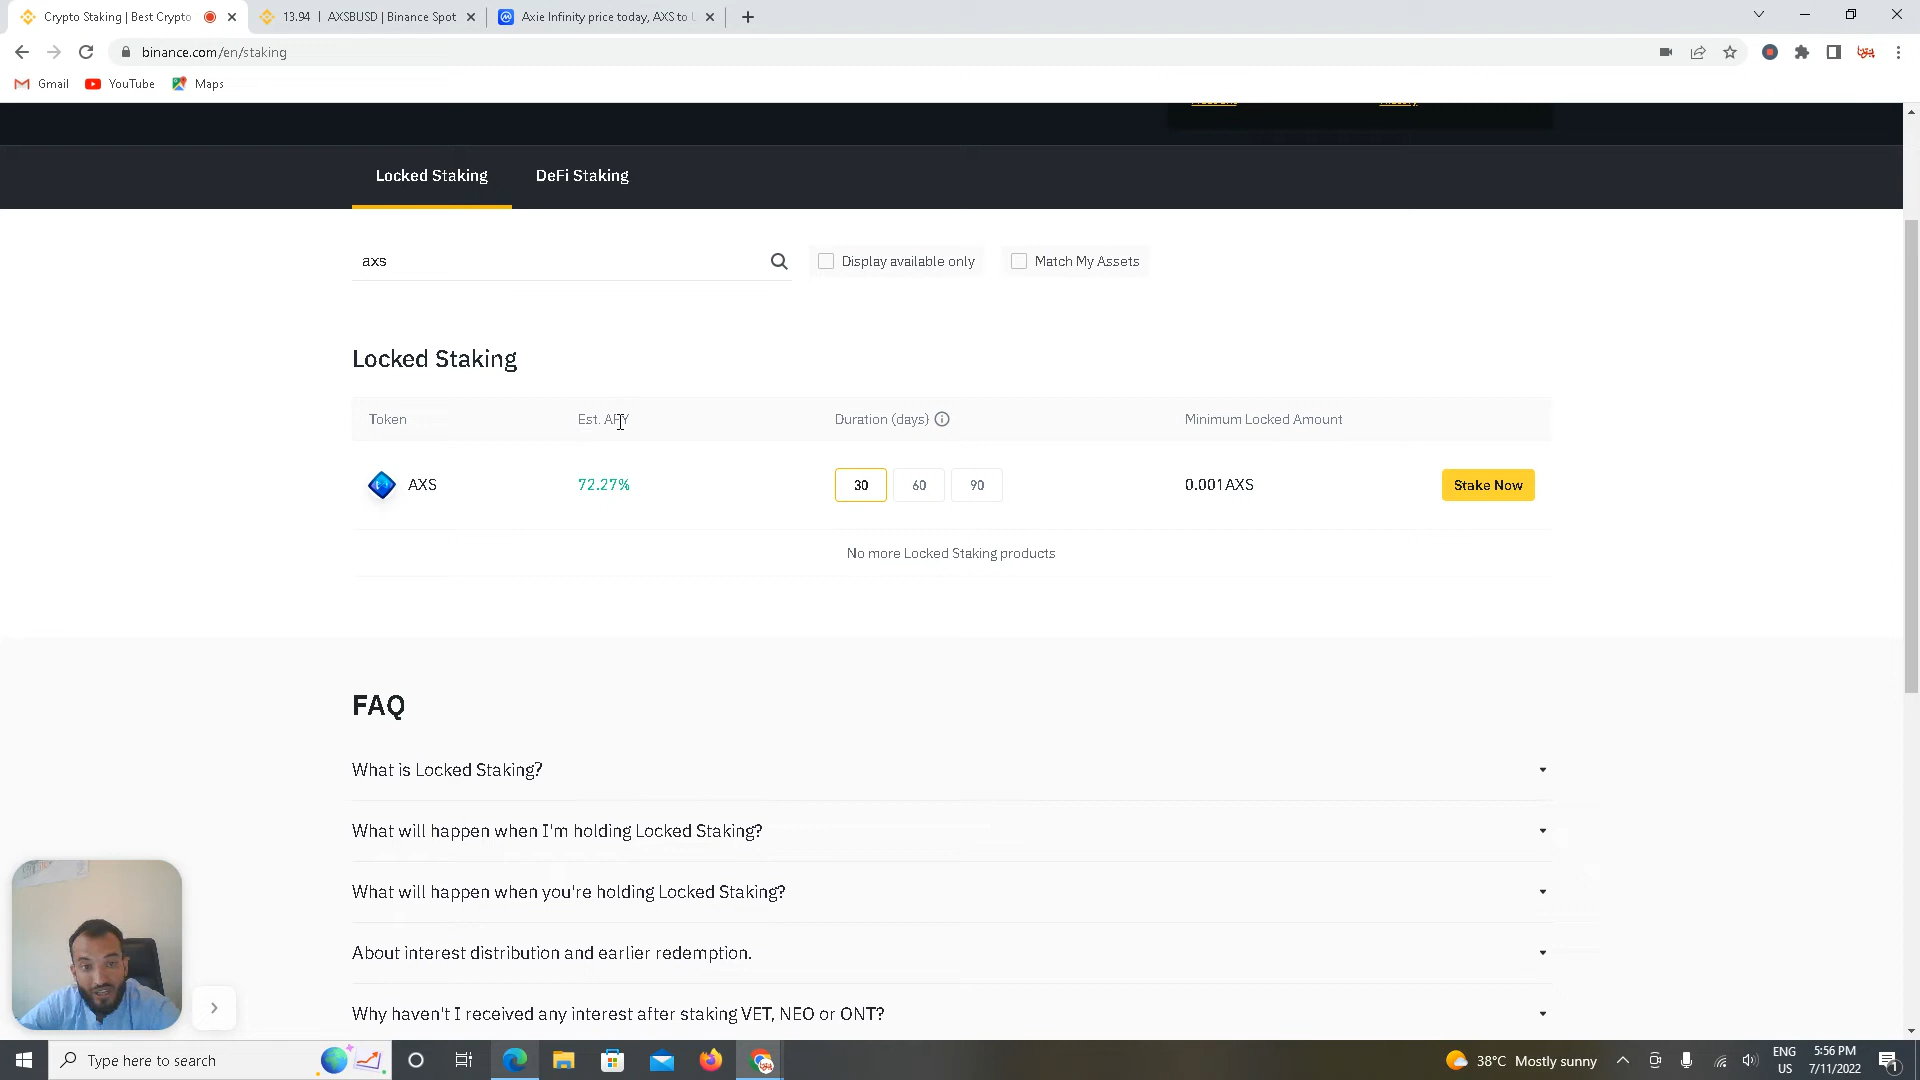 Crypto Staking | Best Crypto
13.94 | AXSBUSD | Binance Spot
Axie Infinity price today, AXS to U
binance.com/en/staking
Gmail
YouTube
Maps
Account
History
Locked Staking
DeFi Staking
axs
Display available only
Match My Assets
Locked Staking
Token
Est. APY
Duration (days)
Minimum Locked Amount
AXS
72.27%
30
60
90
0.001AXS
Stake Now
No more Locked Staking products
FAQ
What is Locked Staking?
What will happen when I'm holding Locked Staking?
What will happen when you're holding Locked Staking?
About interest distribution and earlier redemption.
Why haven't I received any interest after staking VET, NEO or ONT?
Type here to search
38°C Mostly sunny
ENG
US
5:56 PM
7/11/2022
1